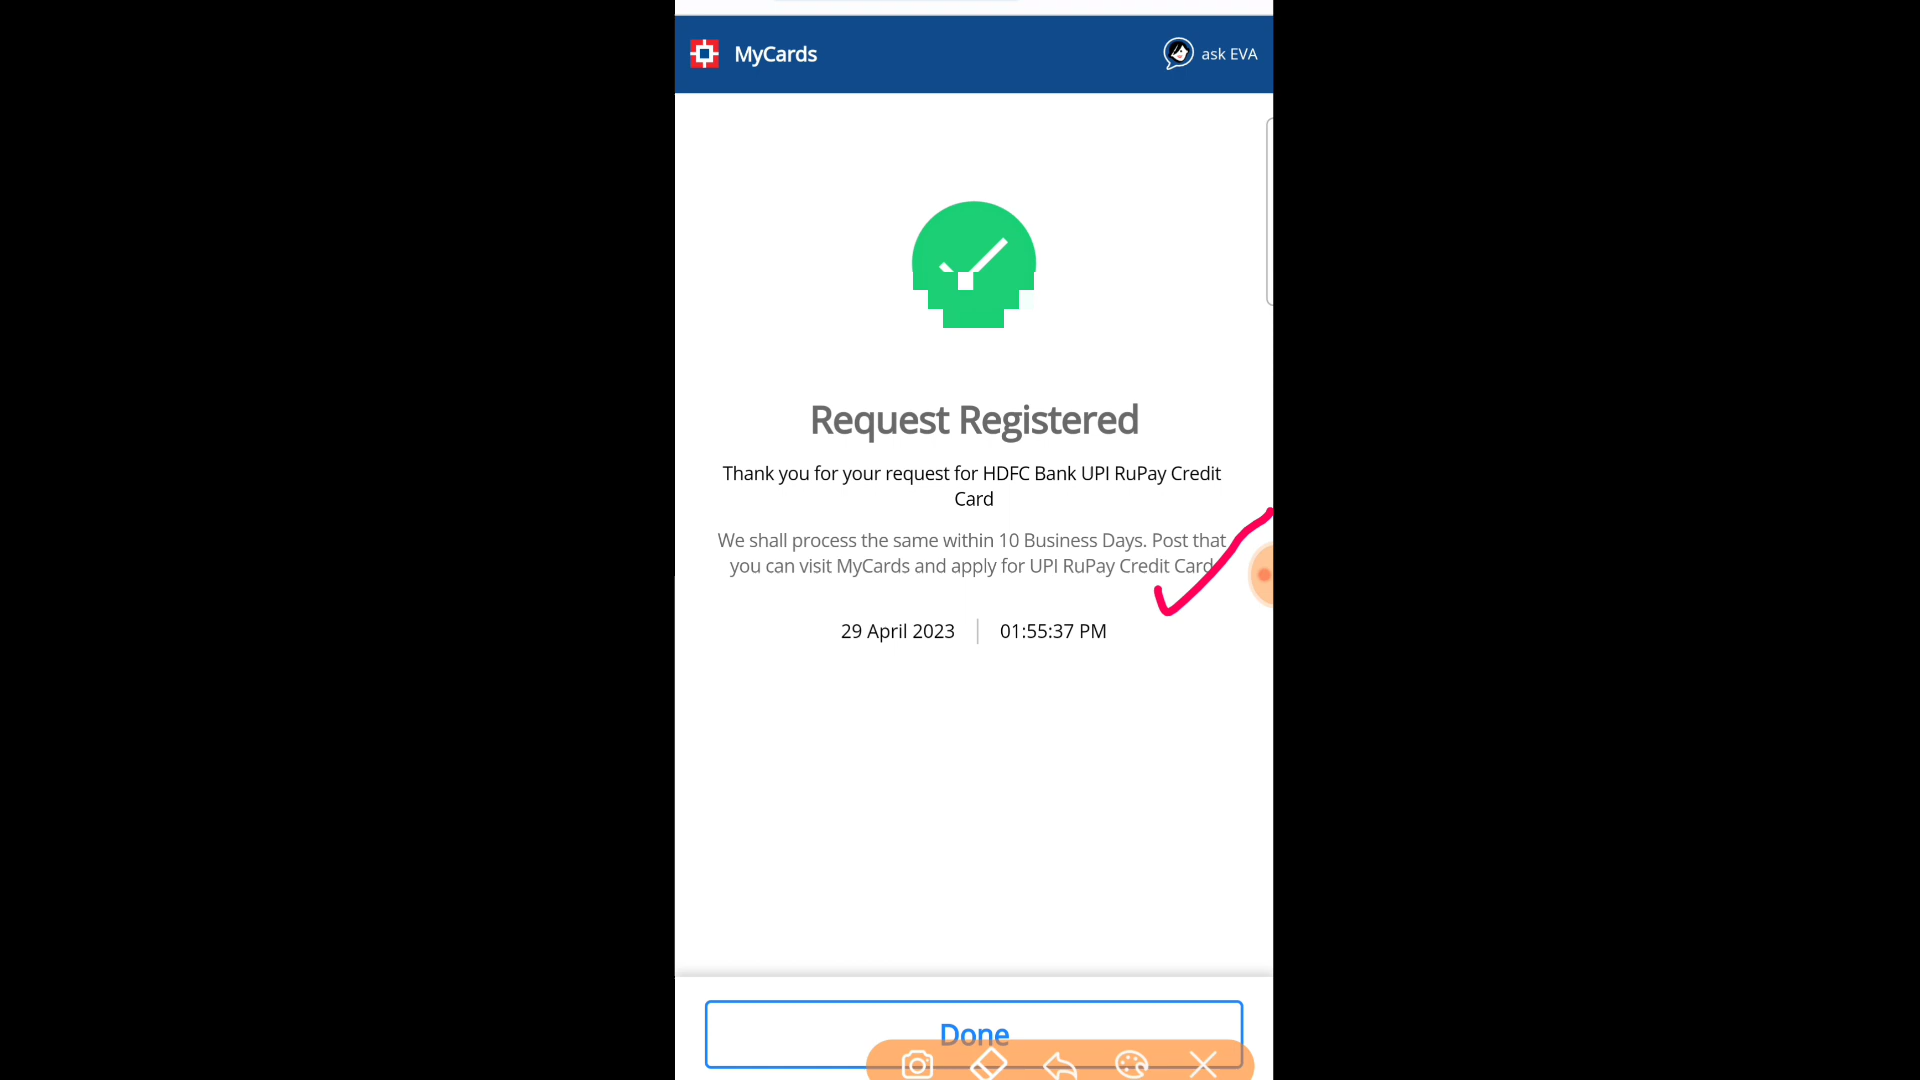 MyCards
ask EVA
Request Registered
Thank you for your request for HDFC Bank UPI RuPay Credit
Card
We shall process the same within 10 Business Days. Post that
you can visit MyCards and apply for UPI RuPay Credit Card
29 April 2023 | 01:55:37 PM
Done